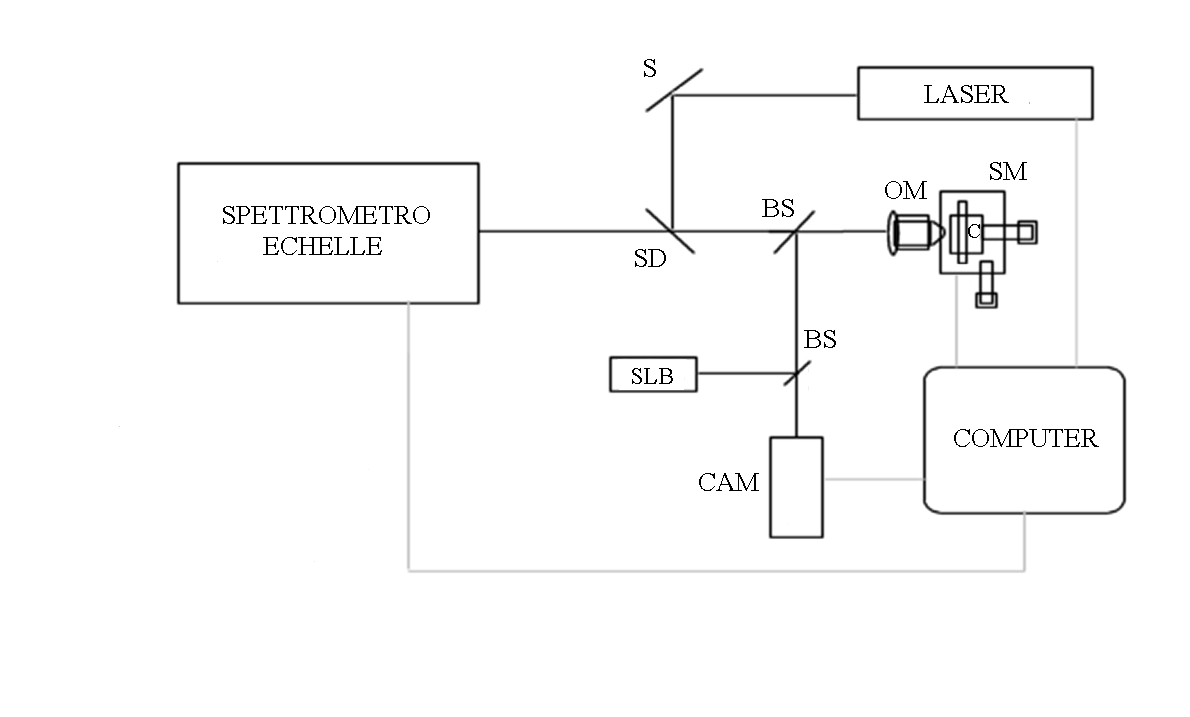 S
LASER
SM
OM
SPETTROMETRO
ECHELLE
BS
C
SD
BS
SLB
COMPUTER
CAM